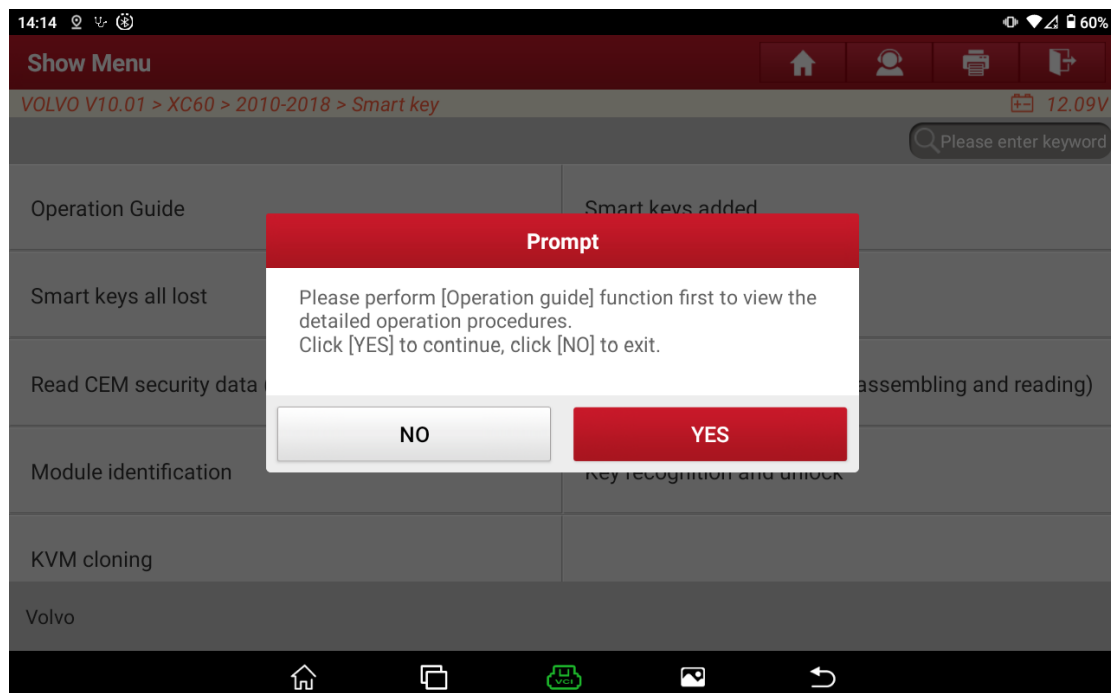 14:14
60%
Show Menu
VOLVO V10.01 > XC60 > 2010-2018 > Smart key
12.09V
Please enter keyword
Operation Guide
Smart keys added
Prompt
Smart keys all lost
Please perform [Operation guide] function first to view the
detailed operation procedures.
Click [YES] to continue, click [NO] to exit.
Read CEM security data
assembling and reading)
NO
YES
Module identification
Key recognition and unlock
KVM cloning
Volvo
VCI